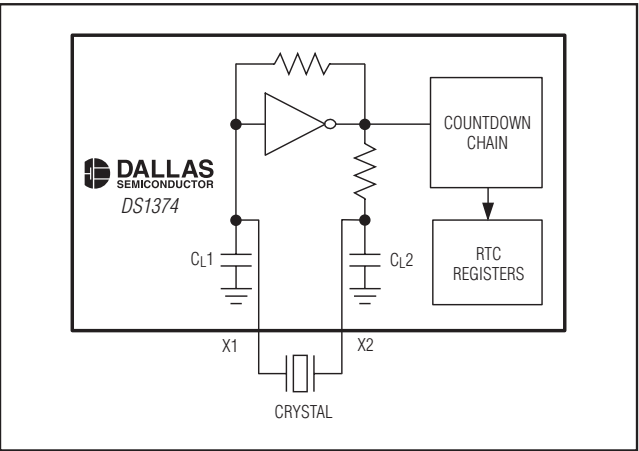 DALLAS
SEMICONDUCTOR
DS1374
COUNTDOWN
CHAIN
RTC
REGISTERS
CL1
CL2
X1
X2
CRYSTAL